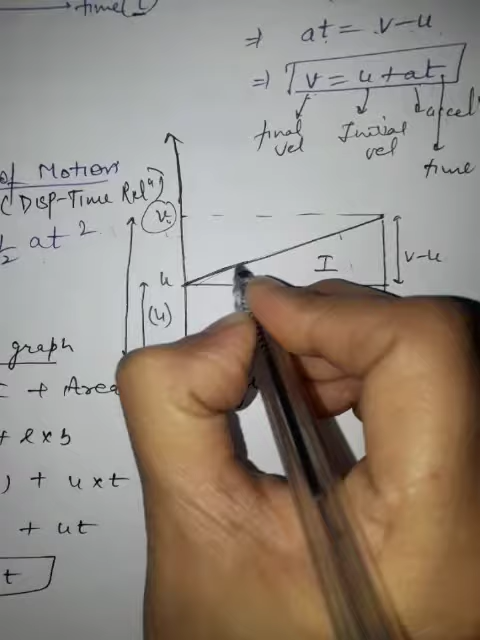 time (t)
⇒ at = v-u
⇒ v = u + at
final vel
Initial vel
accel
time
of Motion
(DISP-Time Relⁿ)
½ at²
v
u
(u)
I
v-u
graph
+ Area
+ l×b
) + u×t
+ ut
t